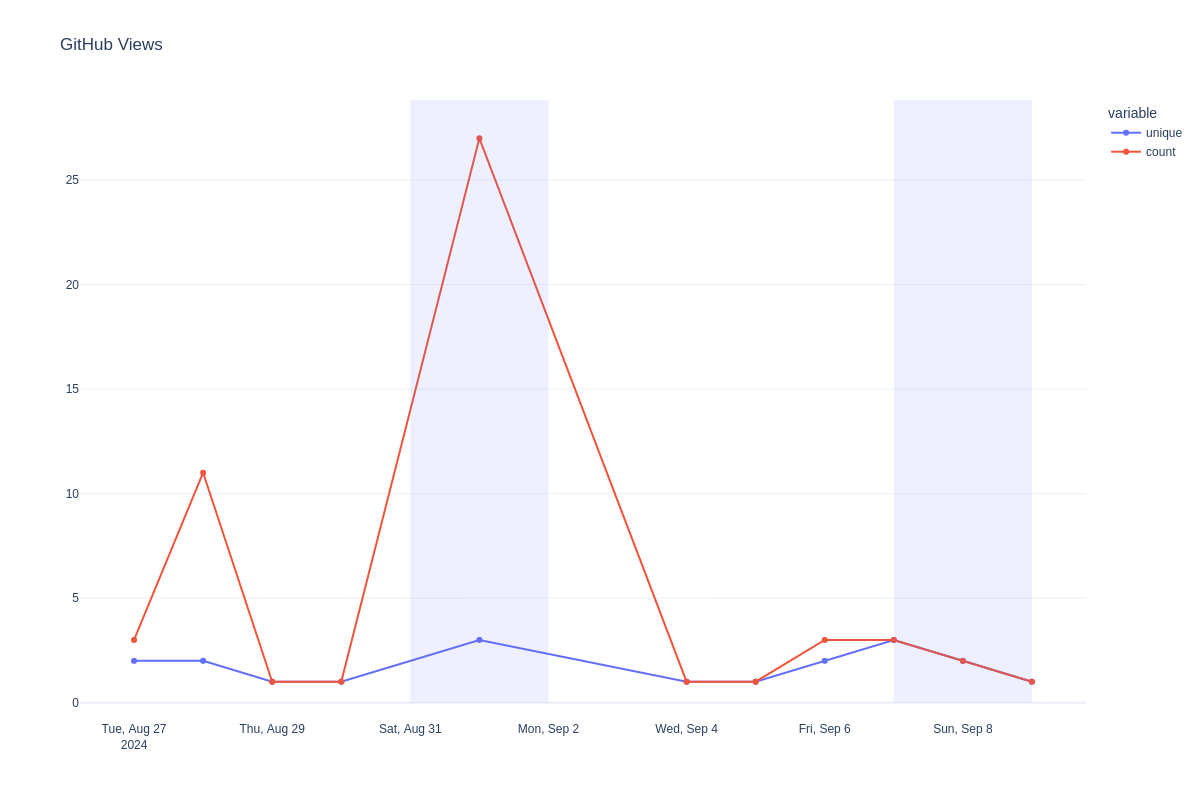 GitHub Views
variable
unique
count
25
20
15
10
5
0
Tue, Aug 27
2024
Thu, Aug 29
Sat, Aug 31
Mon, Sep 2
Wed, Sep 4
Fri, Sep 6
Sun, Sep 8